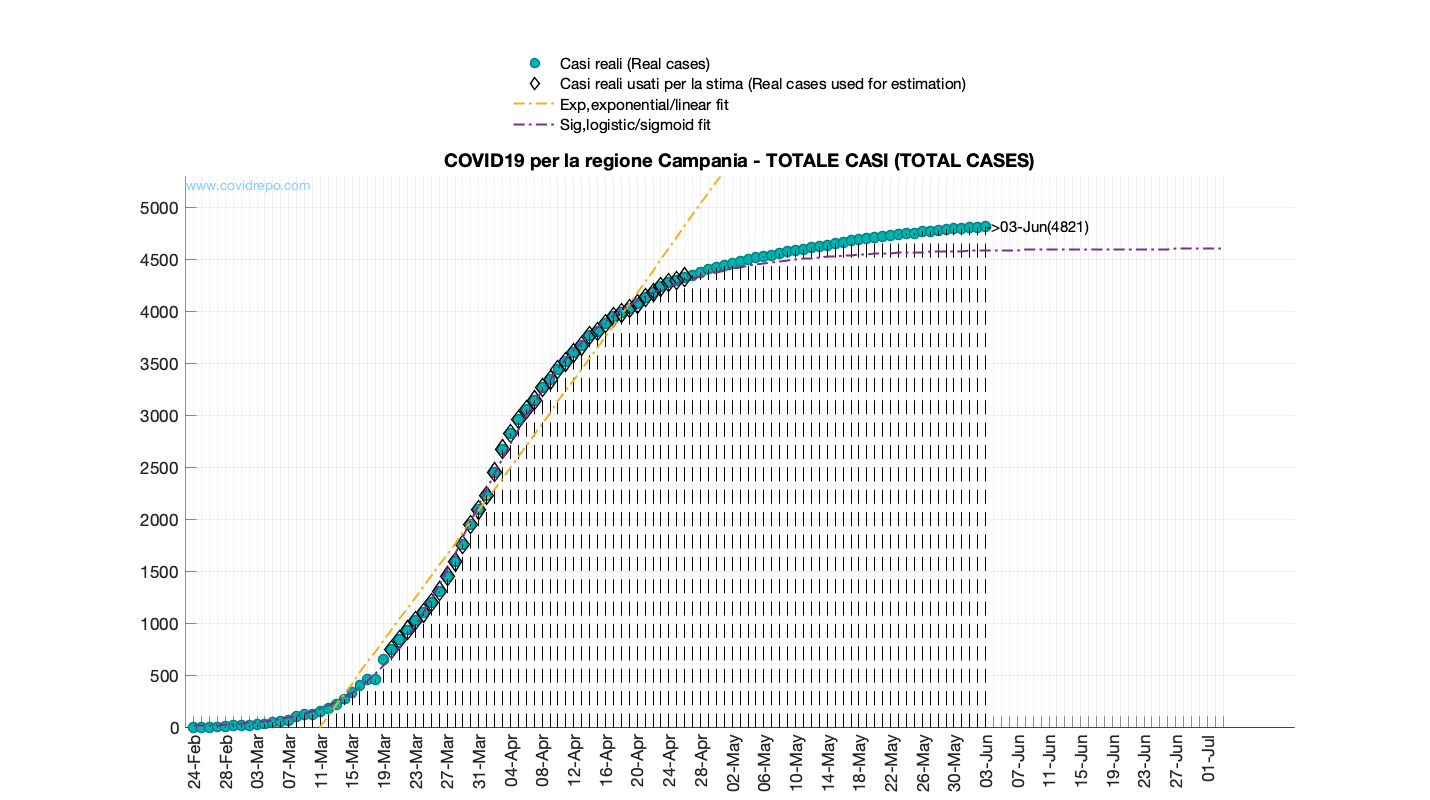 Casi reali (Real cases)
Casi reali usati per la stima (Real cases used for estimation)
Exp,exponential/linear fit
Sig,logistic/sigmoid fit
COVID19 per la regione Campania - TOTALE CASI (TOTAL CASES)
www.covidrepo.com
5000
4500
4000
3500
3000
2500
2000
1500
1000
500
0
->03-Jun(4821)
24-Feb
28-Feb
03-Mar
07-Mar
11-Mar
15-Mar
19-Mar
23-Mar
27-Mar
31-Mar
04-Apr
08-Apr
12-Apr
16-Apr
20-Apr
24-Apr
28-Apr
02-May
06-May
10-May
14-May
18-May
22-May
26-May
30-May
03-Jun
07-Jun
11-Jun
15-Jun
19-Jun
23-Jun
27-Jun
01-Jul